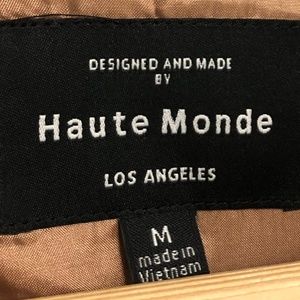 DESIGNED AND MADE
BY
Haute Monde
LOS ANGELES
M
made in
Vietnam